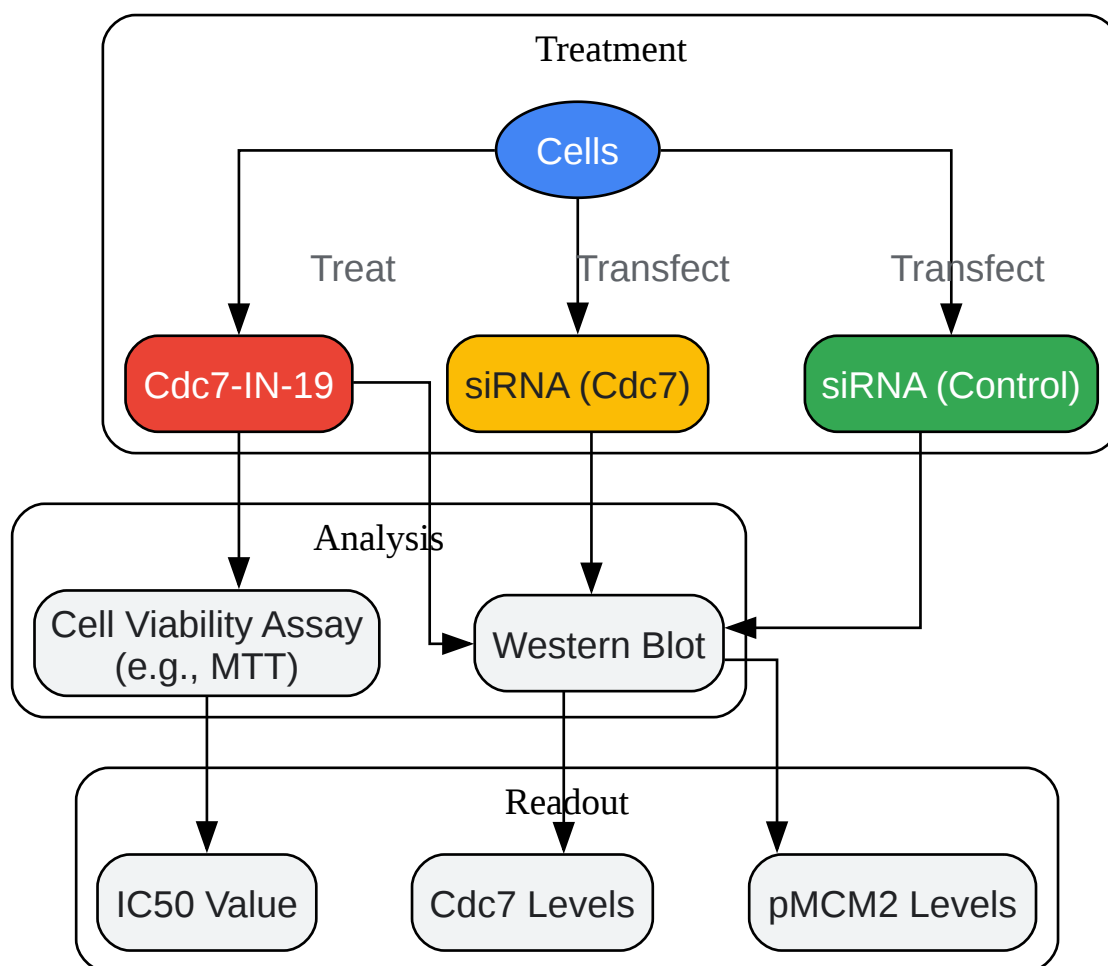 Treatment
Cells
Treat
Transfect
Transfect
Cdc7-IN-19
siRNA (Cdc7)
siRNA (Control)
Analysis
Cell Viability Assay
(e.g., MTT)
Western Blot
Readout
IC50 Value
Cdc7 Levels
pMCM2 Levels